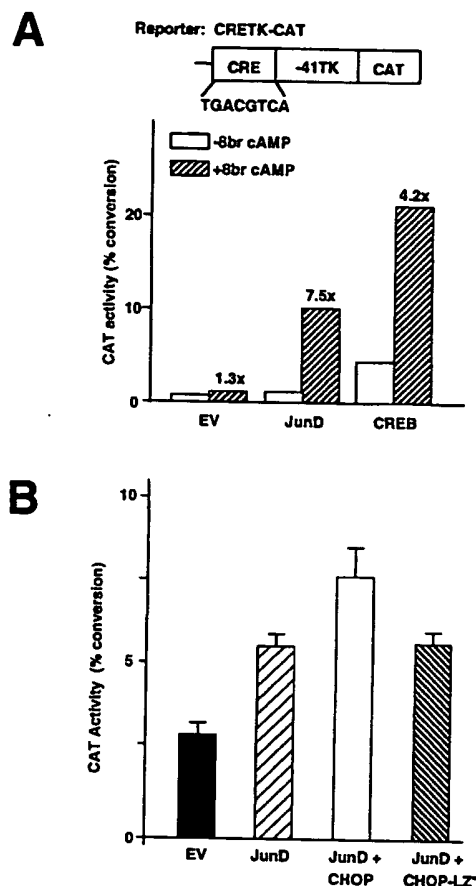 A
Reporter: CRETK-CAT
CRE -41TK CAT
TGACGTCA
-8br cAMP
+8br cAMP
CAT activity (% conversion)
20
10
0
1.3x
7.5x
4.2x
EV JunD CREB
B
CAT Activity (% conversion)
10
5
0
EV JunD JunD + CHOP JunD + CHOP-LZ⁻